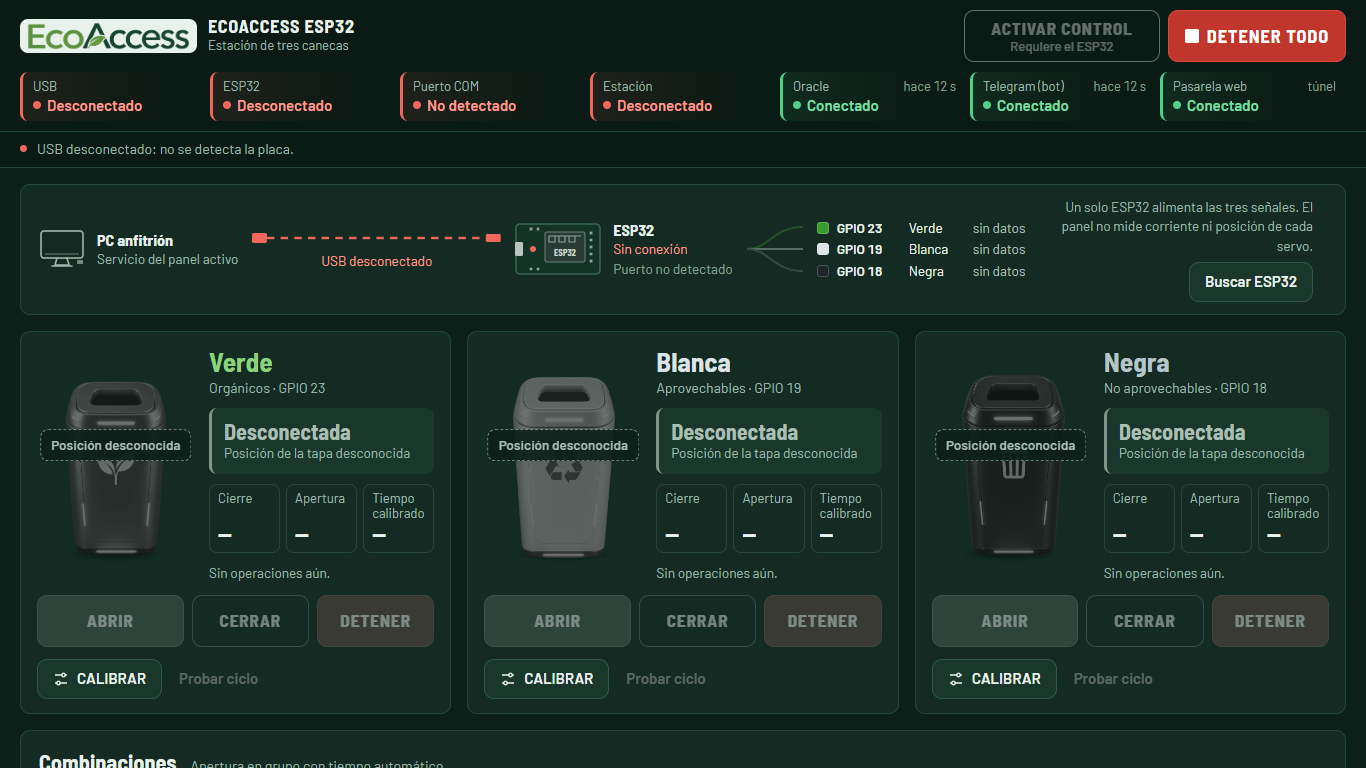 EcoAccess
ECOACCESS ESP32
Estación de tres canecas
ACTIVAR CONTROL
Requiere el ESP32
DETENER TODO
USB
Desconectado
ESP32
Desconectado
Puerto COM
No detectado
Estación
Desconectado
Oracle hace 12 s
Conectado
Telegram (bot) hace 12 s
Conectado
Pasarela web túnel
Conectado
USB desconectado: no se detecta la placa.
PC anfitrión
Servicio del panel activo
USB desconectado
ESP32
ESP32
Sin conexión
Puerto no detectado
GPIO 23 Verde sin datos
GPIO 19 Blanca sin datos
GPIO 18 Negra sin datos
Un solo ESP32 alimenta las tres señales. El
panel no mide corriente ni posición de cada
servo.
Buscar ESP32
Verde
Orgánicos · GPIO 23
Posición desconocida
Desconectada
Posición de la tapa desconocida
Cierre
—
Apertura
—
Tiempo
calibrado
—
Sin operaciones aún.
ABRIR
CERRAR
DETENER
CALIBRAR
Probar ciclo
Blanca
Aprovechables · GPIO 19
Posición desconocida
Desconectada
Posición de la tapa desconocida
Cierre
—
Apertura
—
Tiempo
calibrado
—
Sin operaciones aún.
ABRIR
CERRAR
DETENER
CALIBRAR
Probar ciclo
Negra
No aprovechables · GPIO 18
Posición desconocida
Desconectada
Posición de la tapa desconocida
Cierre
—
Apertura
—
Tiempo
calibrado
—
Sin operaciones aún.
ABRIR
CERRAR
DETENER
CALIBRAR
Probar ciclo
Combinaciones Apertura en grupo con tiempo automático